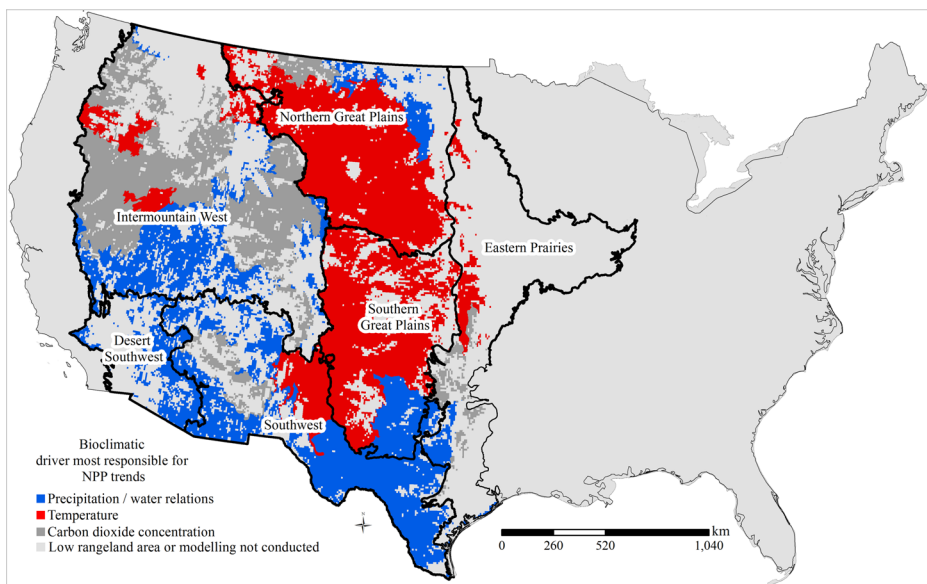 Northern Great Plains
Intermountain West
Eastern Prairies
Southern
Great Plains
Desert
Southwest
Southwest
Bioclimatic
driver most responsible for
NPP trends
Precipitation / water relations
Temperature
Carbon dioxide concentration
Low rangeland area or modelling not conducted
N
km
0 260 520 1,040